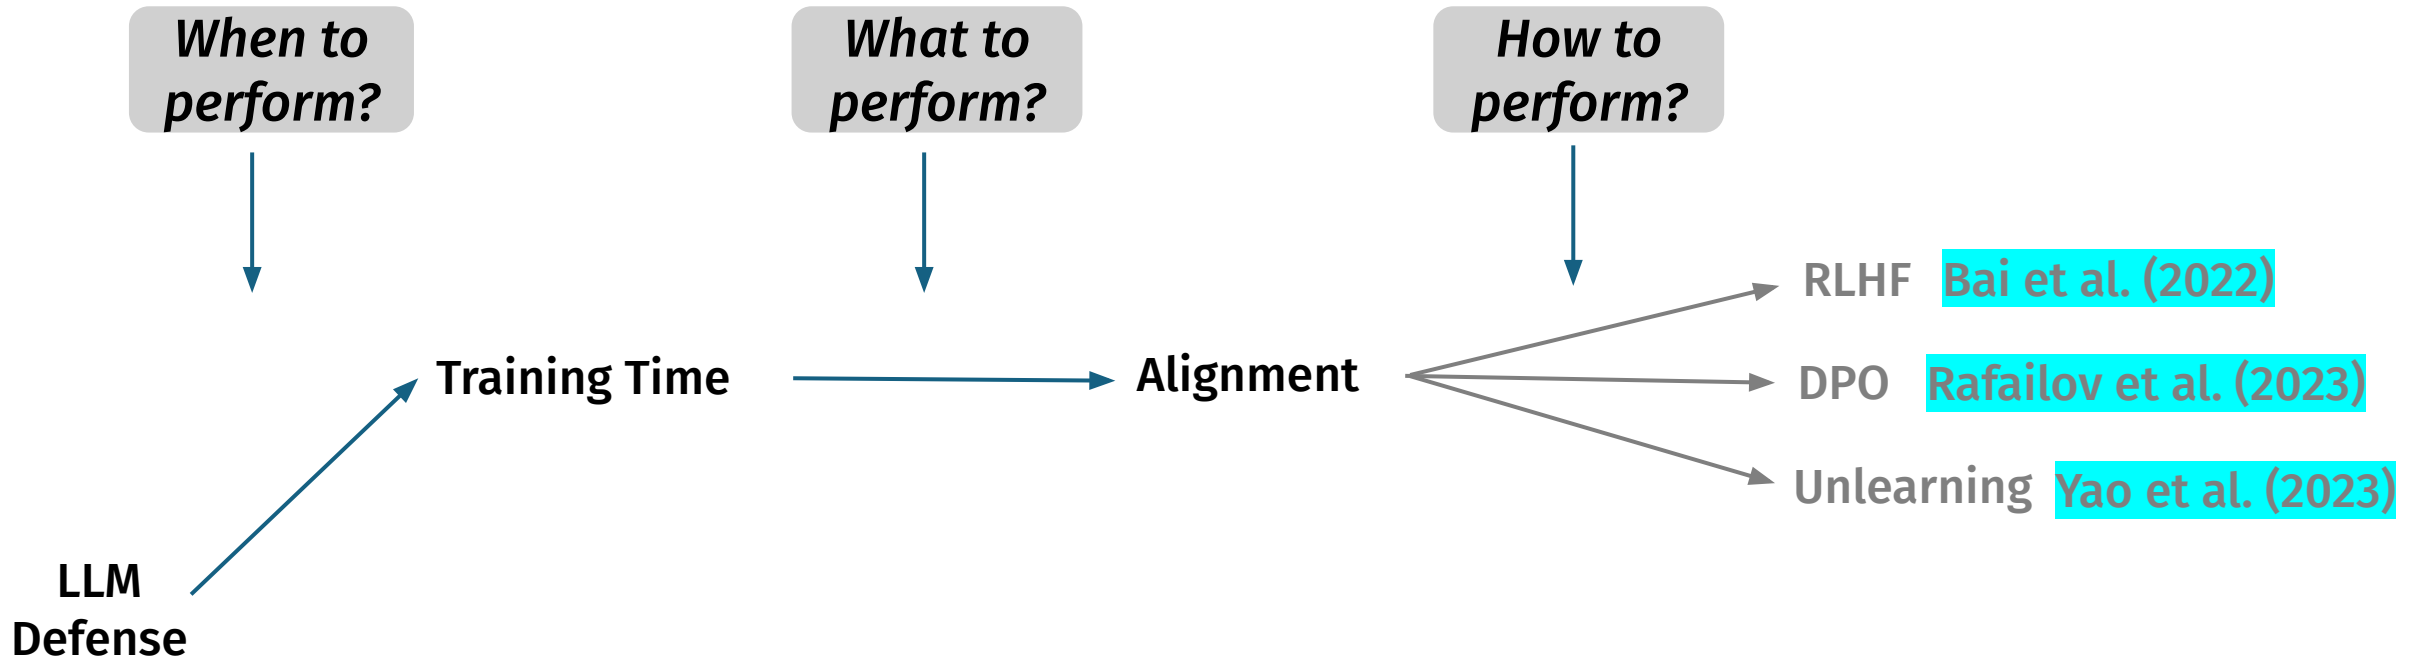 When to
perform?
What to
perform?
How to
perform?
RLHF Bai et al. (2022)
Training Time
Alignment
DPO Rafailov et al. (2023)
Unlearning Yao et al. (2023)
LLM
Defense